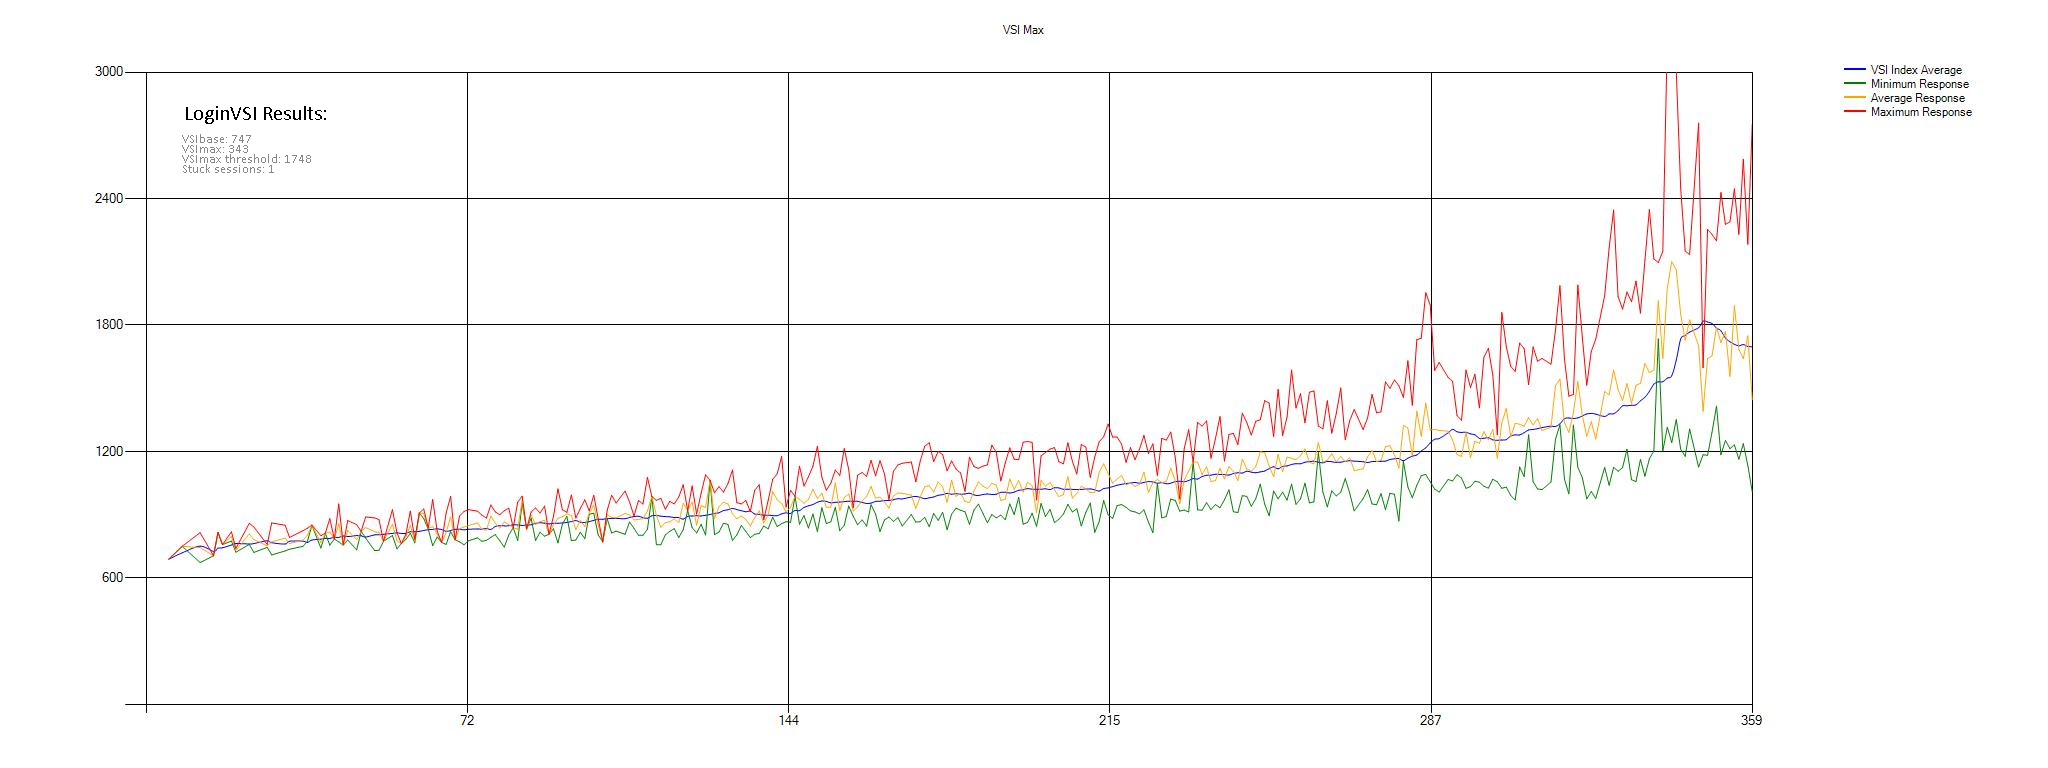 VSI Max
3000
2400
1800
1200
600
LoginVSI Results:
VSIbase: 747
VSImax: 343
VSImax threshold: 1748
Stuck sessions: 1
VSI Index Average
Minimum Response
Average Response
Maximum Response
72 144 215 287 359